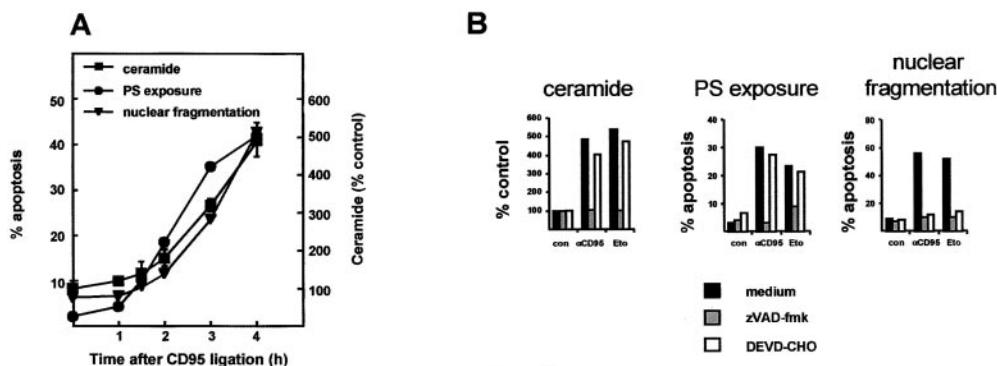 A
ceramide
PS exposure
nuclear fragmentation
% apoptosis
50
40
30
20
10
600
500
400
300
200
100
Ceramide (% control)
1 2 3 4
Time after CD95 ligation (h)
B
ceramide
% control
600
500
400
300
200
100
con αCD95 Eto
PS exposure
% apoptosis
40
30
20
10
con αCD95 Eto
nuclear
fragmentation
% apoptosis
80
60
40
20
con αCD95 Eto
medium
zVAD-fmk
DEVD-CHO